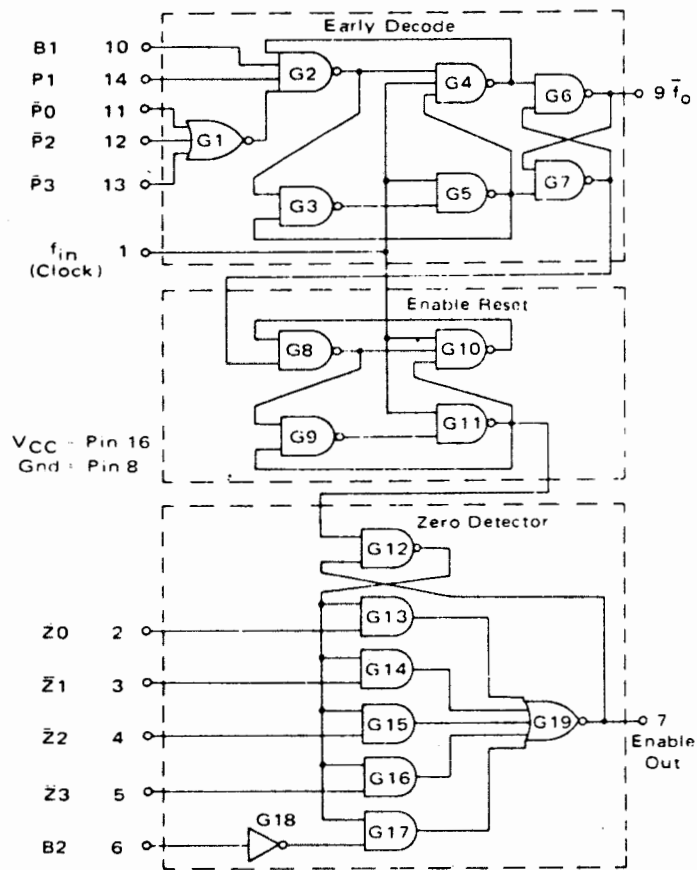 Early Decode
B1 10
P1 14
P̄0 11
P̄2 12
P̄3 13
fin 1
(Clock)
G1
G2
G3
G4
G5
G6
G7
9 f̄o
Enable Reset
G8
G9
G10
G11
VCC = Pin 16
Gnd = Pin 8
Zero Detector
G12
G13
G14
G15
G16
G17
G18
G19
Z̄0 2
Z̄1 3
Z̄2 4
Z̄3 5
B2 6
7
Enable
Out